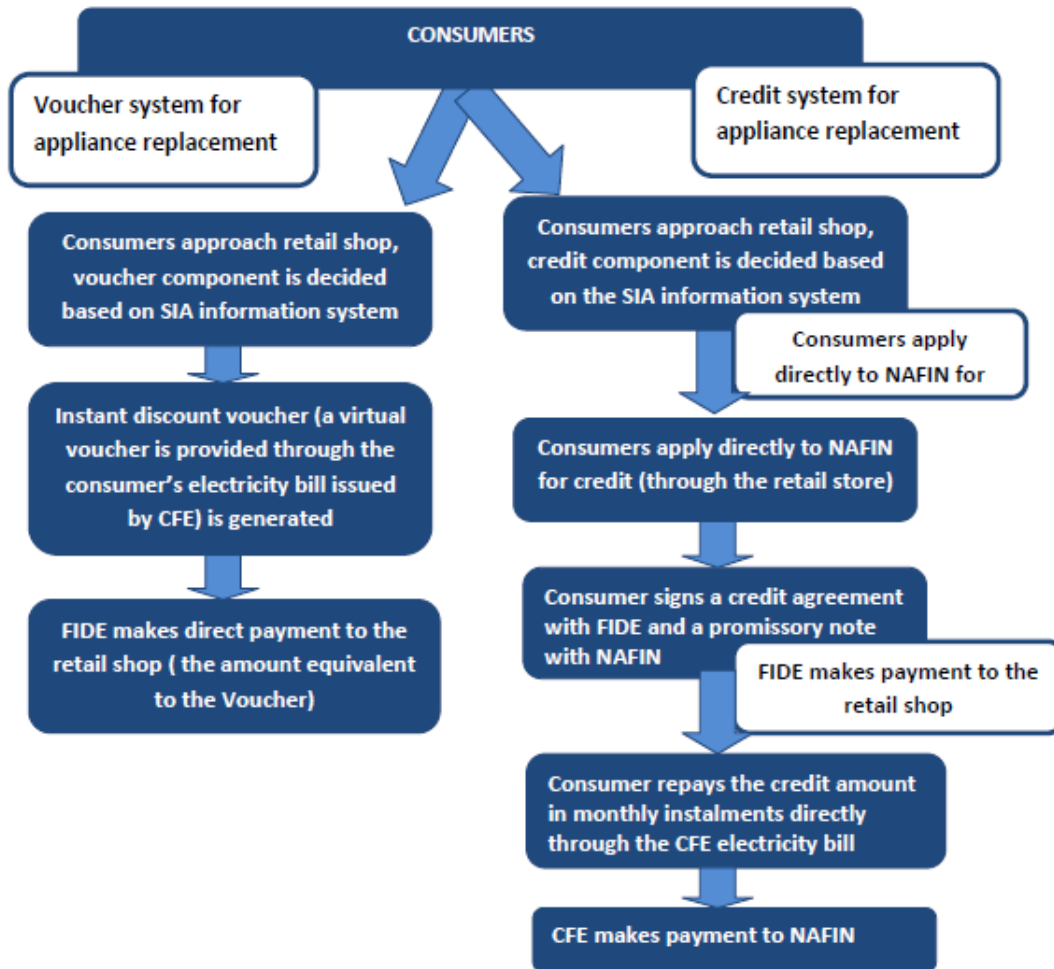 CONSUMERS
Voucher system for
appliance replacement
Credit system for
appliance replacement
Consumers approach retail shop,
voucher component is decided
based on SIA information system
Instant discount voucher (a virtual
voucher is provided through the
consumer's electricity bill issued
by CFE) is generated
FIDE makes direct payment to the
retail shop ( the amount equivalent
to the Voucher)
Consumers approach retail shop,
credit component is decided based
on the SIA information system
Consumers apply
directly to NAFIN for
Consumers apply directly to NAFIN
for credit (through the retail store)
Consumer signs a credit agreement
with FIDE and a promissory note
with NAFIN
FIDE makes payment to the
retail shop
Consumer repays the credit amount
in monthly instalments directly
through the CFE electricity bill
CFE makes payment to NAFIN